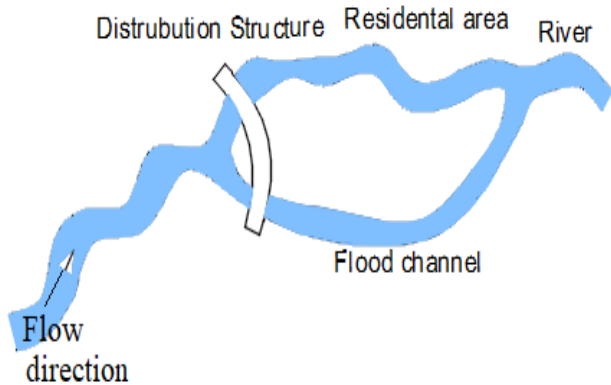 Distrubution Structure
Residental area
River
Flood channel
Flow
direction